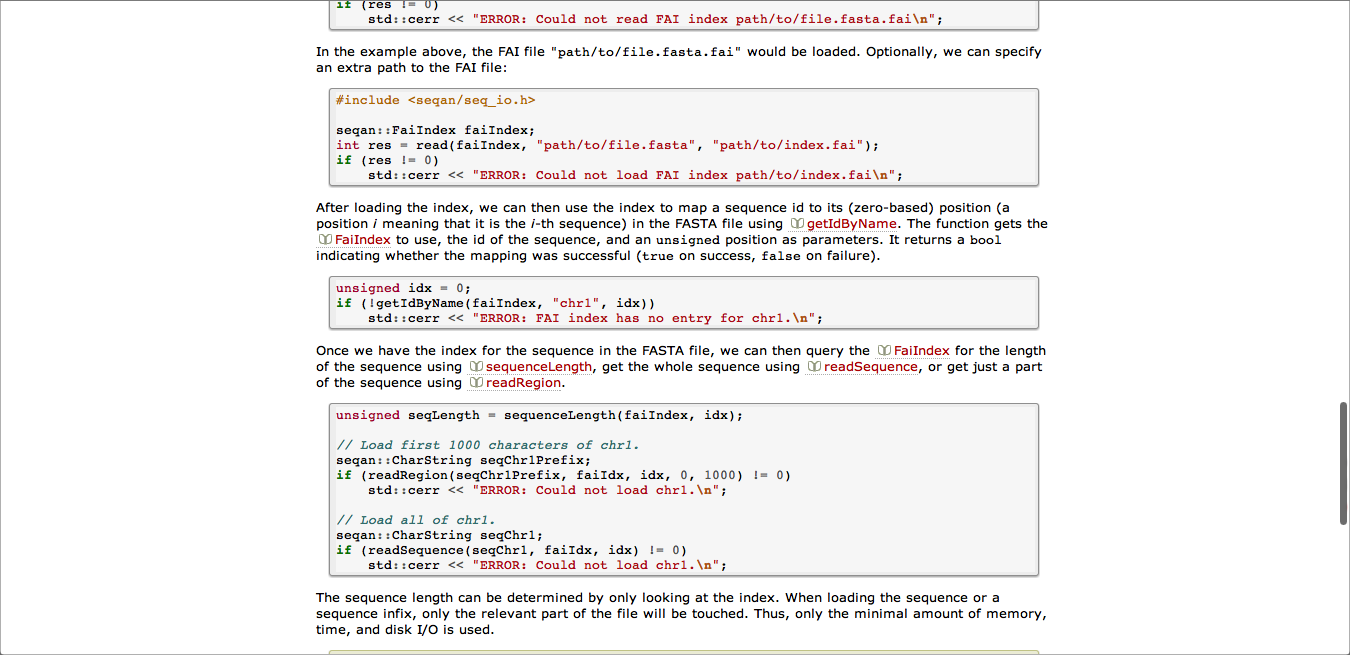 if (res != 0)
std::cerr << "ERROR: Could not read FAI index path/to/file.fasta.fai\n";
In the example above, the FAI file "path/to/file.fasta.fai" would be loaded. Optionally, we can specify
an extra path to the FAI file:
#include <seqan/seq_io.h>
seqan::FaiIndex faiIndex;
int res = read(faiIndex, "path/to/file.fasta", "path/to/index.fai");
if (res != 0)
std::cerr << "ERROR: Could not load FAI index path/to/index.fai\n";
After loading the index, we can then use the index to map a sequence id to its (zero-based) position (a
position i meaning that it is the i-th sequence) in the FASTA file using getIdByName. The function gets the
FaiIndex to use, the id of the sequence, and an unsigned position as parameters. It returns a bool
indicating whether the mapping was successful (true on success, false on failure).
unsigned idx = 0;
if (!getIdByName(faiIndex, "chr1", idx))
std::cerr << "ERROR: FAI index has no entry for chr1.\n";
Once we have the index for the sequence in the FASTA file, we can then query the FaiIndex for the length
of the sequence using sequenceLength, get the whole sequence using readSequence, or get just a part
of the sequence using readRegion.
unsigned seqLength = sequenceLength(faiIndex, idx);
// Load first 1000 characters of chr1.
seqan::CharString seqChr1Prefix;
if (readRegion(seqChr1Prefix, faiIdx, idx, 0, 1000) != 0)
std::cerr << "ERROR: Could not load chr1.\n";
// Load all of chr1.
seqan::CharString seqChr1;
if (readSequence(seqChr1, faiIdx, idx) != 0)
std::cerr << "ERROR: Could not load chr1.\n";
The sequence length can be determined by only looking at the index. When loading the sequence or a
sequence infix, only the relevant part of the file will be touched. Thus, only the minimal amount of memory,
time, and disk I/O is used.